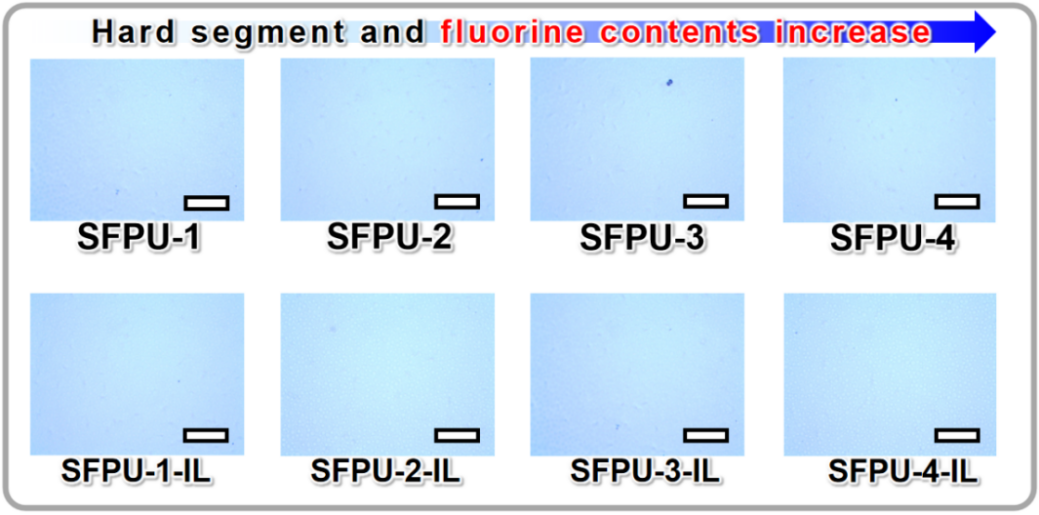 Hard segment and fluorine contents increase
SFPU-1 SFPU-2 SFPU-3 SFPU-4
SFPU-1-IL SFPU-2-IL SFPU-3-IL SFPU-4-IL